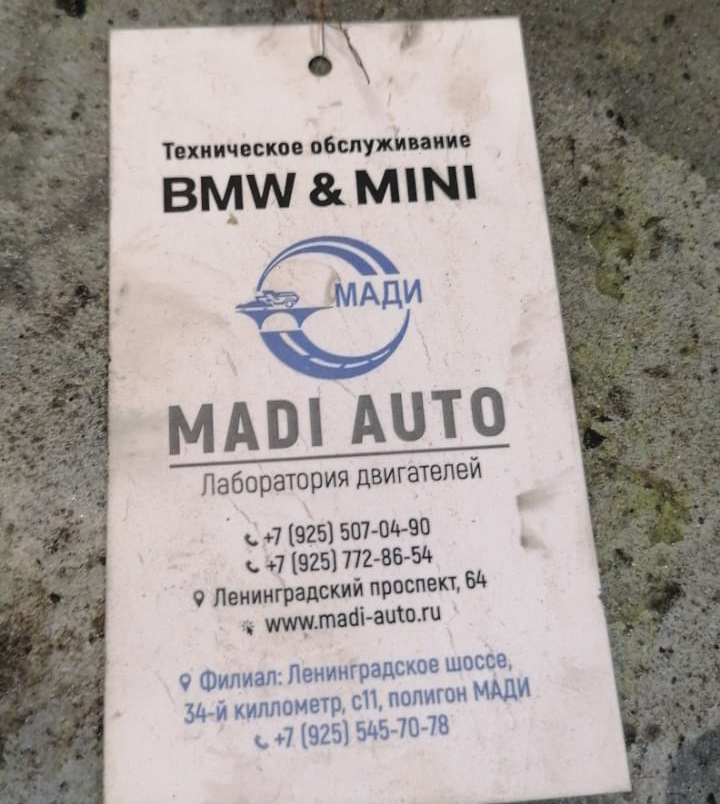 Техническое обслуживание
BMW & MINI
МАДИ
MADI AUTO
Лаборатория двигателей
+7 (925) 507-04-90
+7 (925) 772-86-54
Ленинградский проспект, 64
www.madi-auto.ru
Филиал: Ленинградское шоссе,
34-й киллометр, с11, полигон МАДИ
+7 (925) 545-70-78